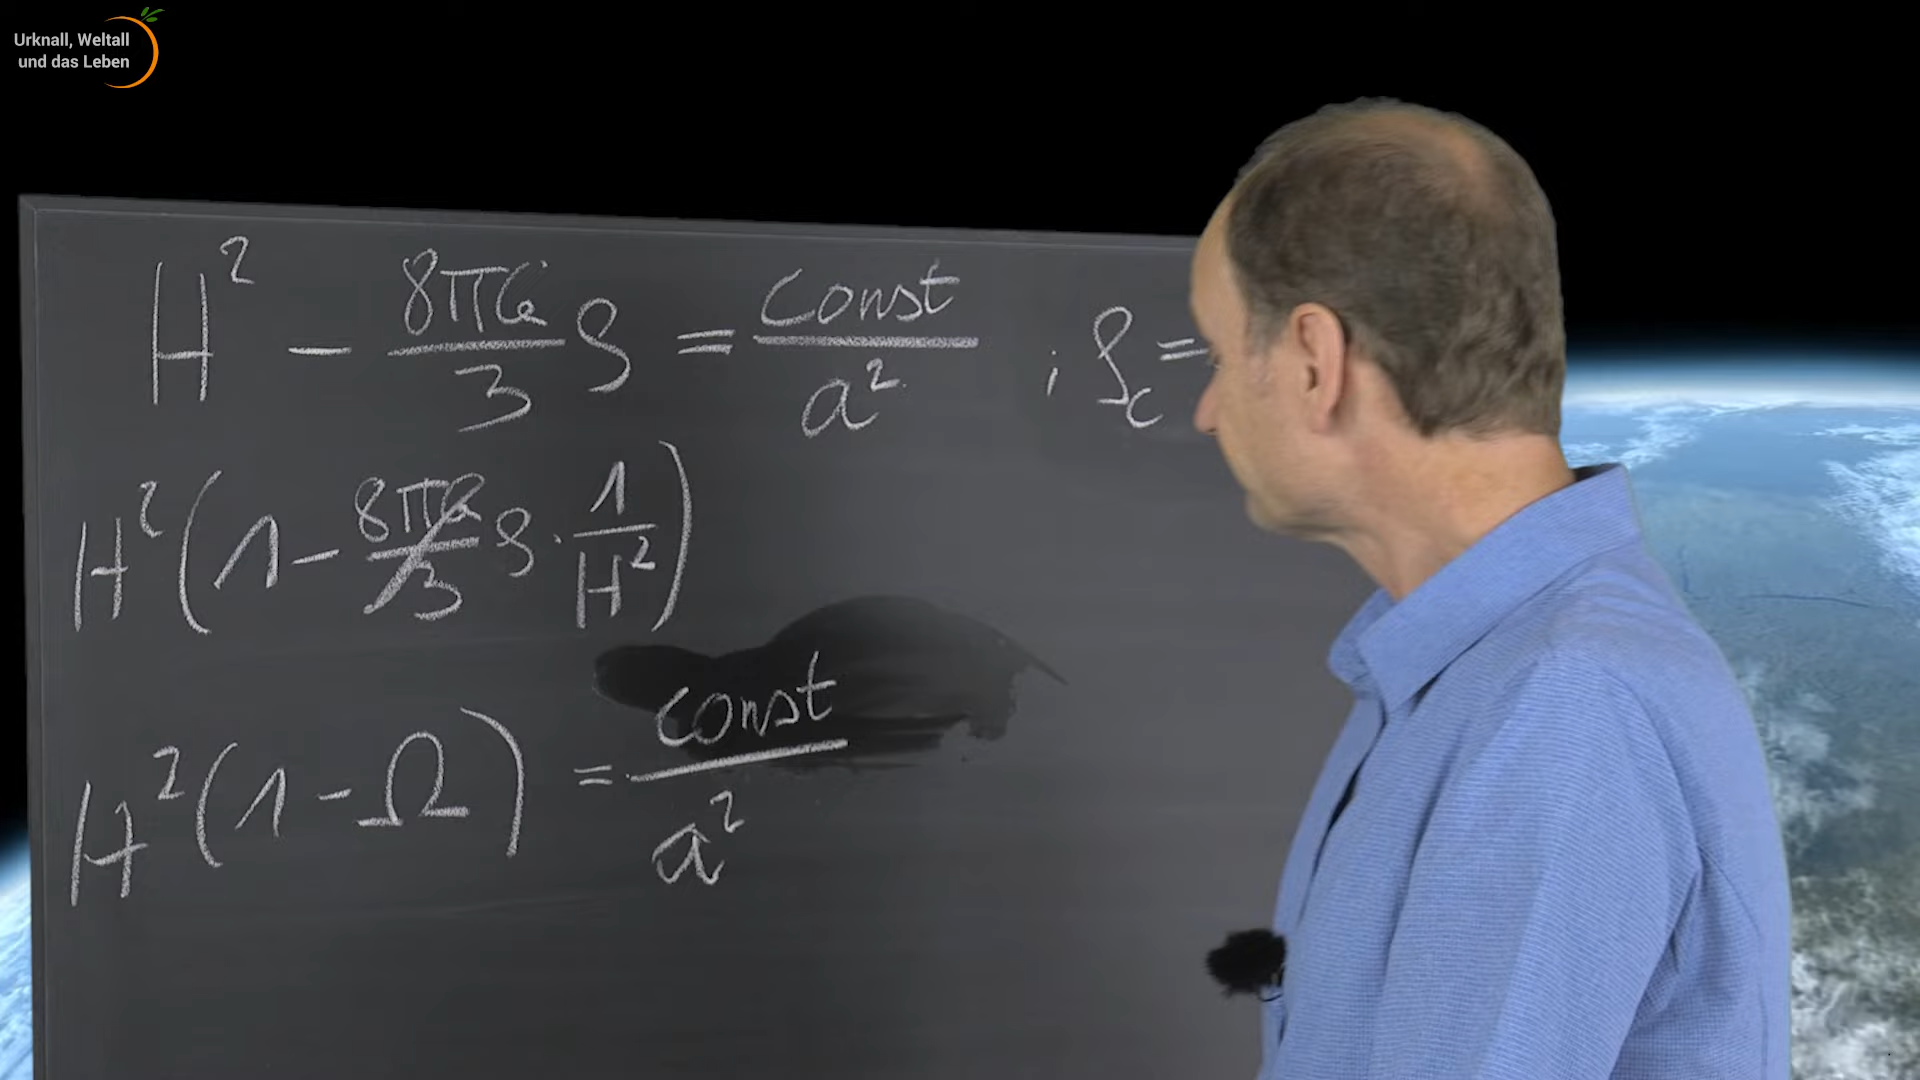 Urknall, Weltall
und das Leben
H² − 8πG/3 ρ = const/a² ; ρ_c =
H²(1 − 8πG/3 ρ · 1/H²)
H²(1 − Ω) = const/a²